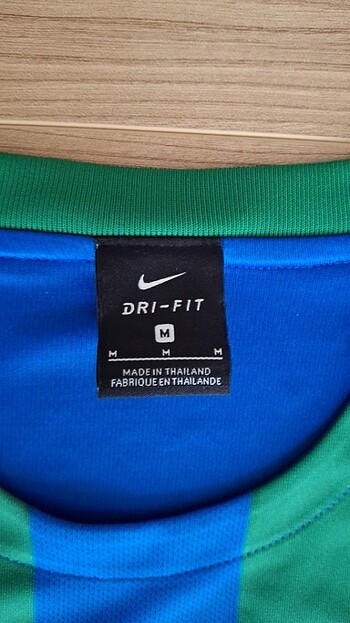 DRI-FIT
M
M M M
MADE IN THAILAND
FABRIQUE EN THAILANDE